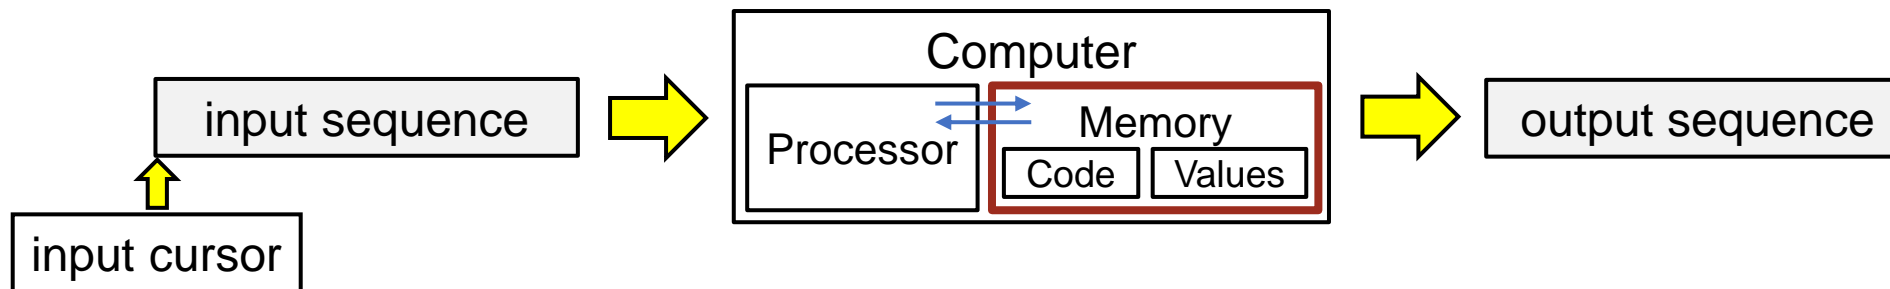 Computer
input sequence
Processor
Memory
Code
Values
output sequence
input cursor